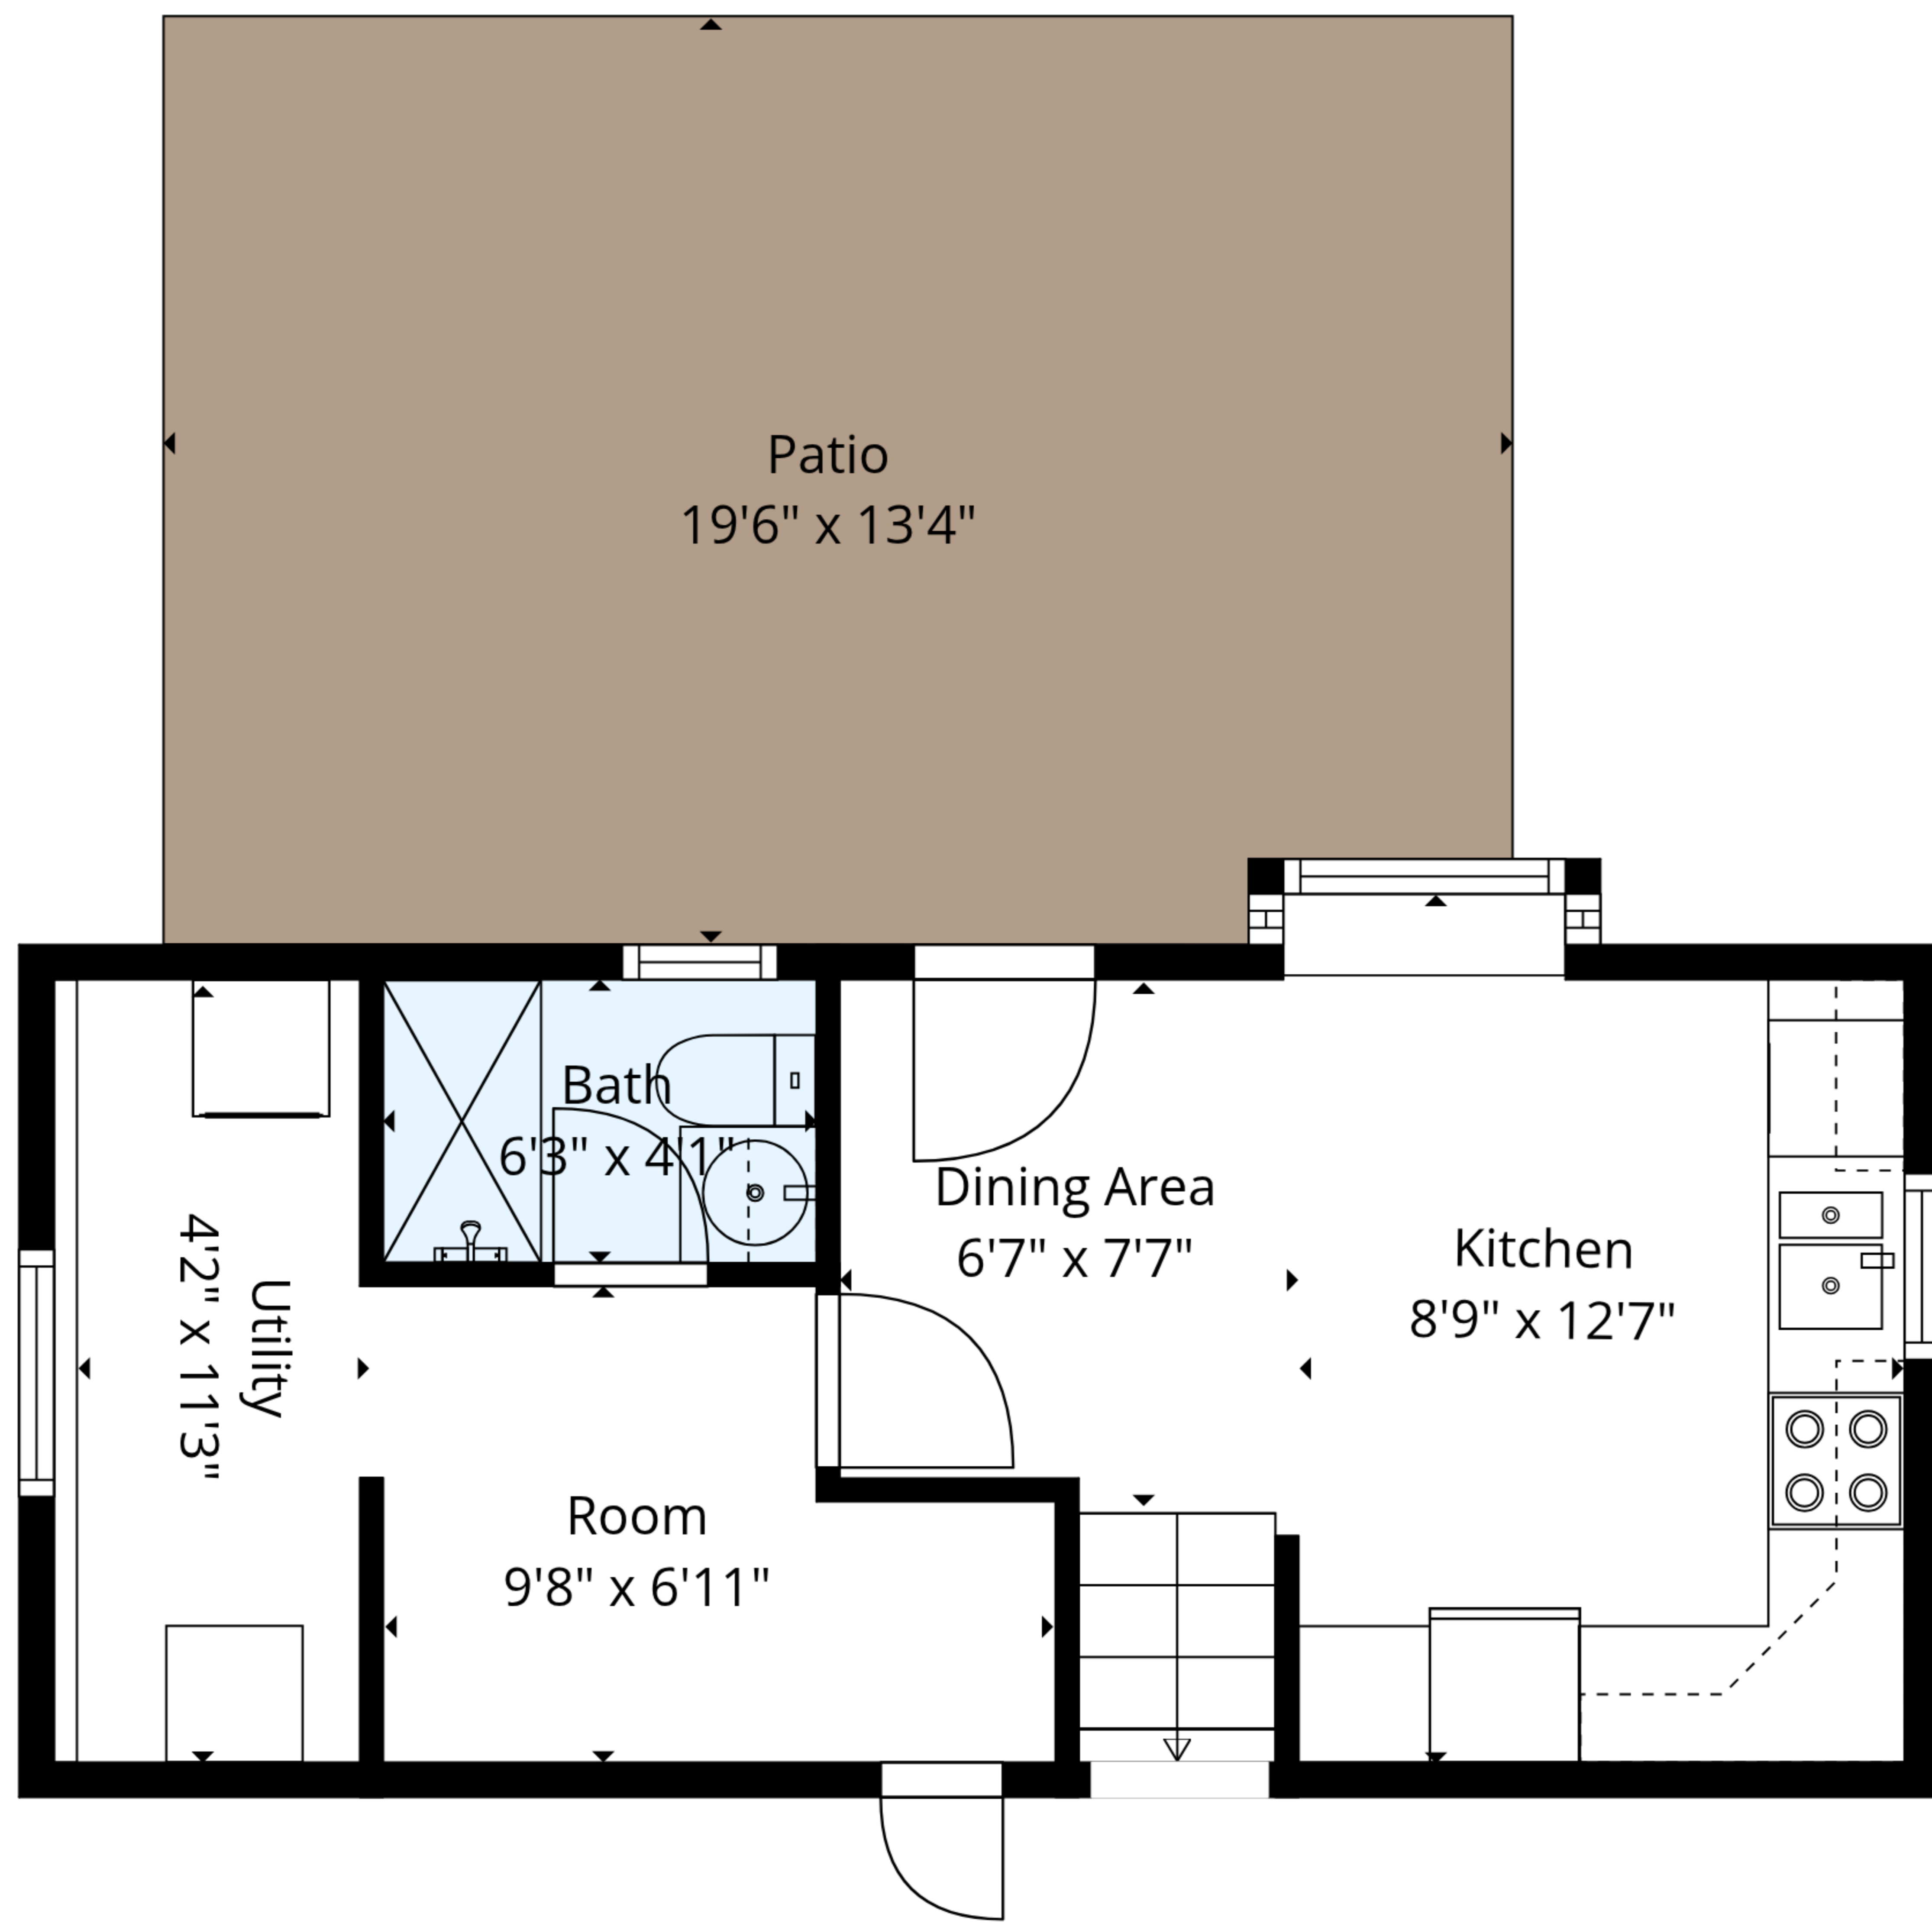 Patio
19'6" x 13'4"
Bath
6'3" x 4'1"
Dining Area
6'7" x 7'7"
Kitchen
8'9" x 12'7"
Utility
4'2" x 11'3"
Room
9'8" x 6'11"